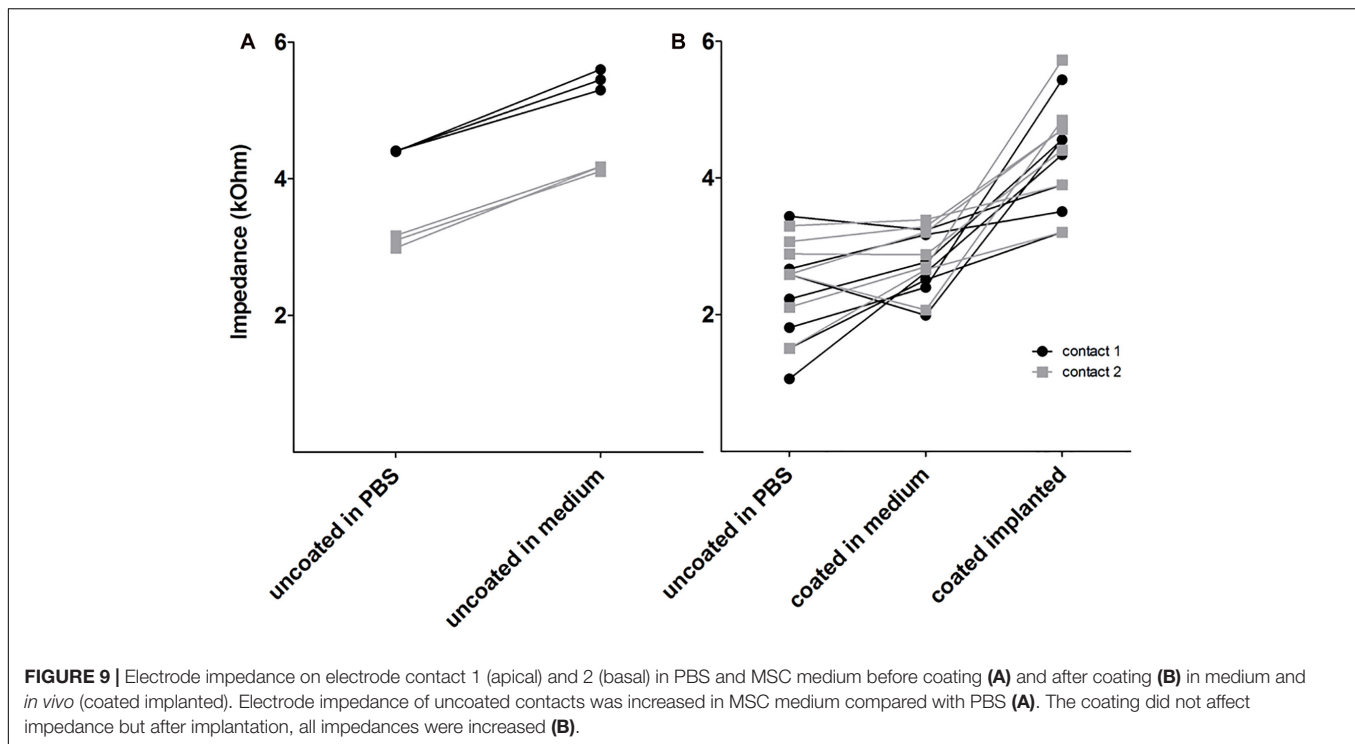 A
B
6
4
2
Impedance (kOhm)
uncoated in PBS
uncoated in medium
6
4
2
contact 1
contact 2
uncoated in PBS
coated in medium
coated implanted
FIGURE 9 | Electrode impedance on electrode contact 1 (apical) and 2 (basal) in PBS and MSC medium before coating (A) and after coating (B) in medium and
in vivo (coated implanted). Electrode impedance of uncoated contacts was increased in MSC medium compared with PBS (A). The coating did not affect
impedance but after implantation, all impedances were increased (B).